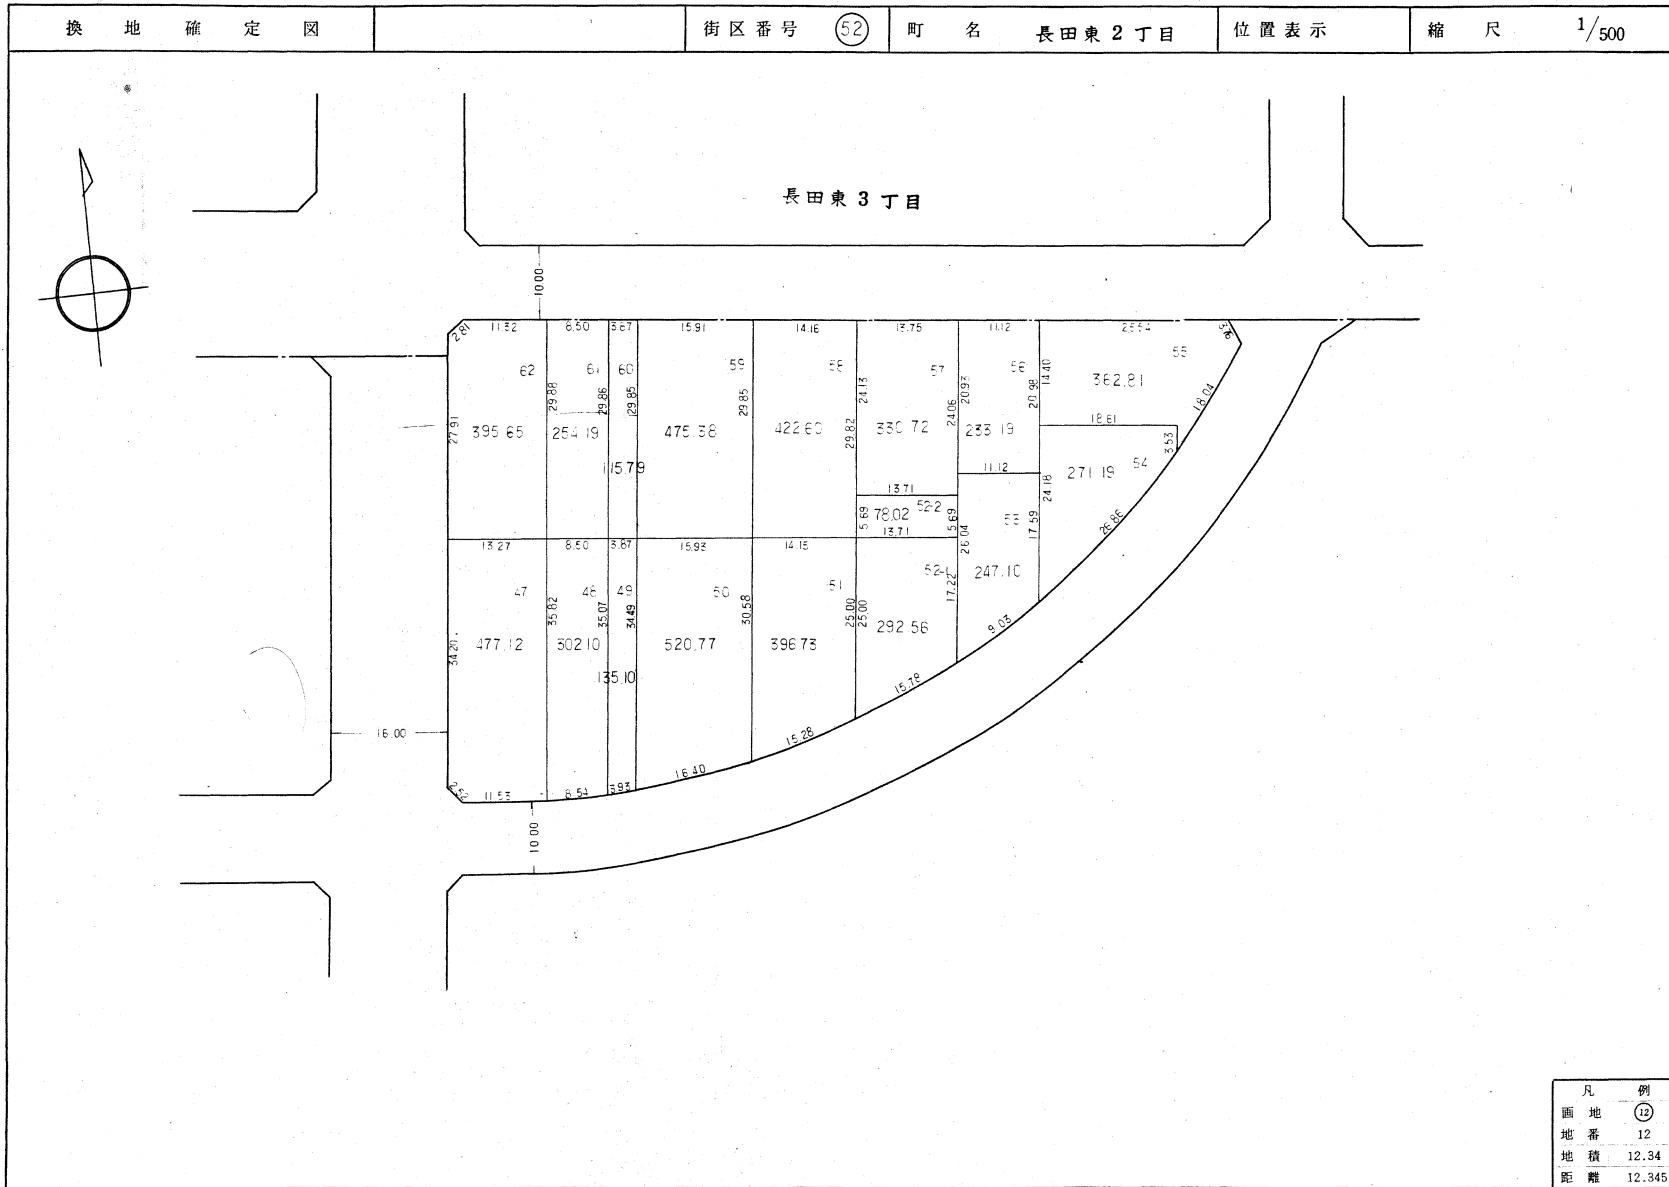 換地確定図 街区番号 52 町名 長田東2丁目 位置表示 縮尺 1/500
長田東3丁目
10.00
2.81 11.32 8.50 3.87 15.91 14.16 13.75 11.12 3.76
62 61 60 59 58 57 56 55
29.88 29.86 29.85 29.85 29.82 24.13 24.06 20.93 20.98 14.40 18.04
362.81
27.91 395.65 254.19 475.38 422.60 330.72 233.19 18.61
3.53
115.79
11.12 271.19 54
24.18
13.71
5.69 78.02 52-2 5.69
13.71
53 17.59 26.86
26.04
13.27 8.50 3.87 15.93 14.15
52-1 247.10
47 48 49 50 51
35.82 35.07 34.49 30.58 25.00 25.00 17.22
292.56 9.03
34.20 477.12 302.10 520.77 396.73
135.10
15.78
16.00
15.28
16.40
2.52 11.53 8.54 3.93
10.00
凡例
画地 12
地番 12
地積 12.34
距離 12.345